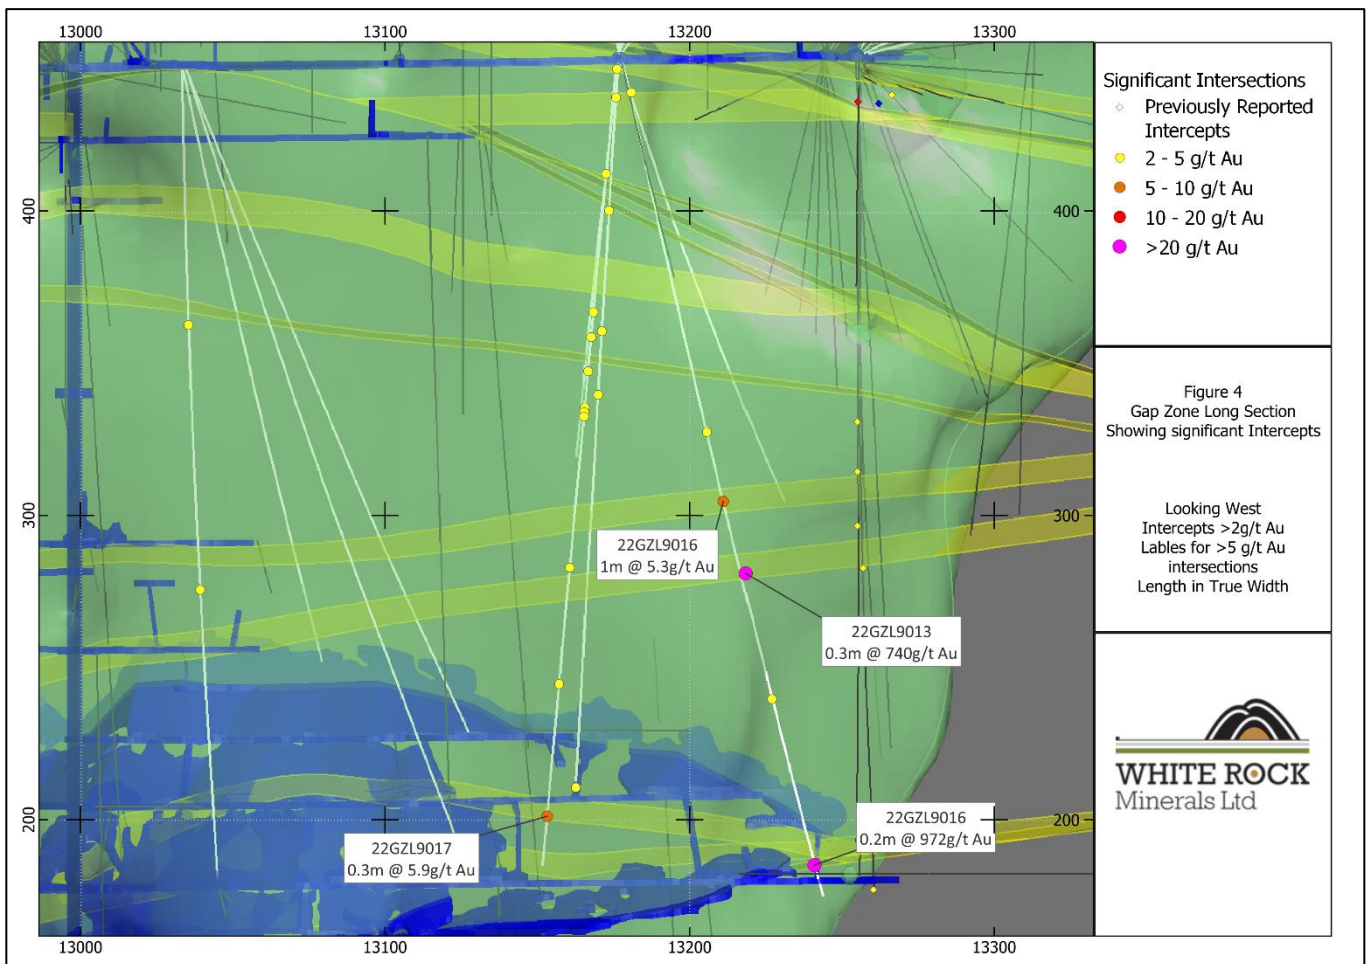 13000
13100
13200
13300
400
400
300
300
200
200
22GZL9016
1m @ 5.3g/t Au
22GZL9013
0.3m @ 740g/t Au
22GZL9016
0.2m @ 972g/t Au
22GZL9017
0.3m @ 5.9g/t Au
13000
13100
13200
13300
Significant Intersections
Previously Reported
Intercepts
2 - 5 g/t Au
5 - 10 g/t Au
10 - 20 g/t Au
>20 g/t Au
Figure 4
Gap Zone Long Section
Showing significant Intercepts
Looking West
Intercepts >2g/t Au
Lables for >5 g/t Au
intersections
Length in True Width
WHITE ROCK
Minerals Ltd